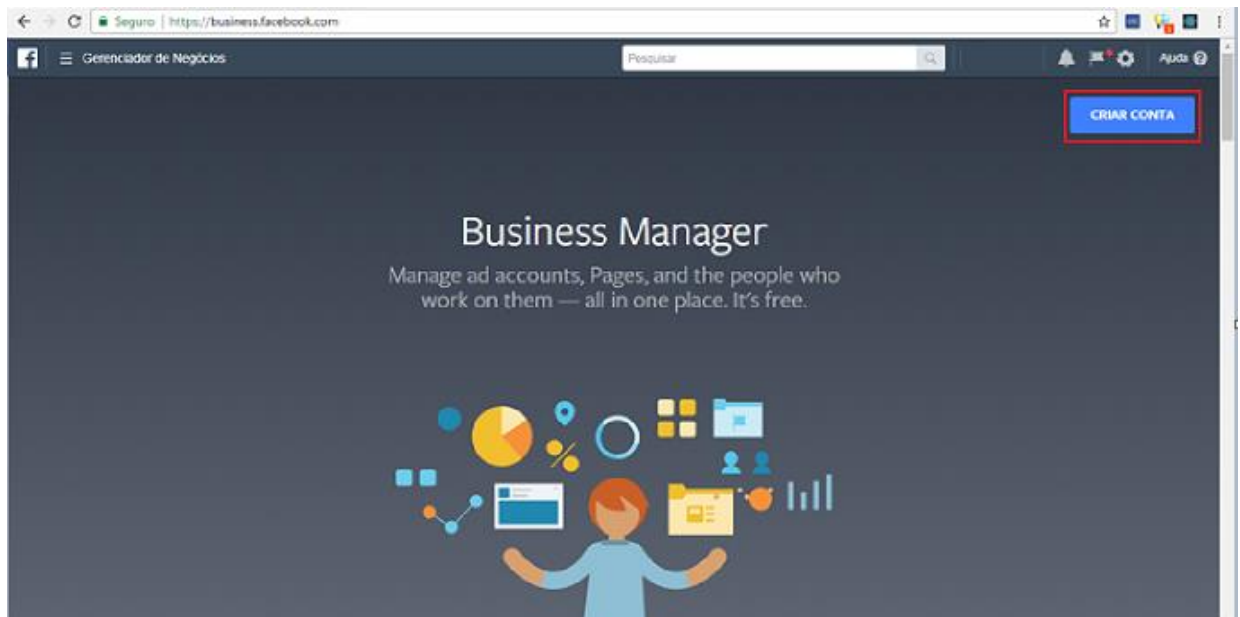 Seguro | https://business.facebook.com
Gerenciador de Negócios
Pesquisar
Ajuda
CRIAR CONTA
Business Manager
Manage ad accounts, Pages, and the people who
work on them — all in one place. It's free.